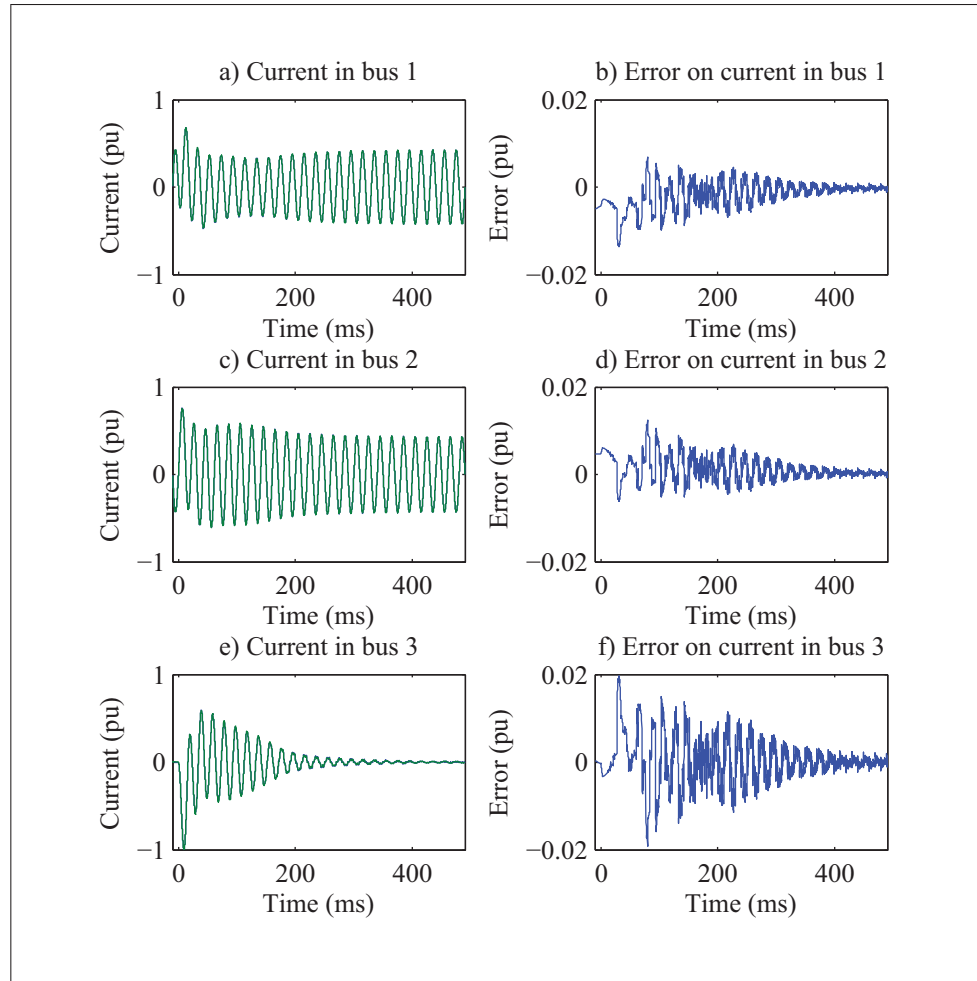 a) Current in bus 1
1
0
−1
Current (pu)
0 200 400
Time (ms)
b) Error on current in bus 1
0.02
0
−0.02
Error (pu)
0 200 400
Time (ms)
c) Current in bus 2
1
0
−1
Current (pu)
0 200 400
Time (ms)
d) Error on current in bus 2
0.02
0
−0.02
Error (pu)
0 200 400
Time (ms)
e) Current in bus 3
1
0
−1
Current (pu)
0 200 400
Time (ms)
f) Error on current in bus 3
0.02
0
−0.02
Error (pu)
0 200 400
Time (ms)